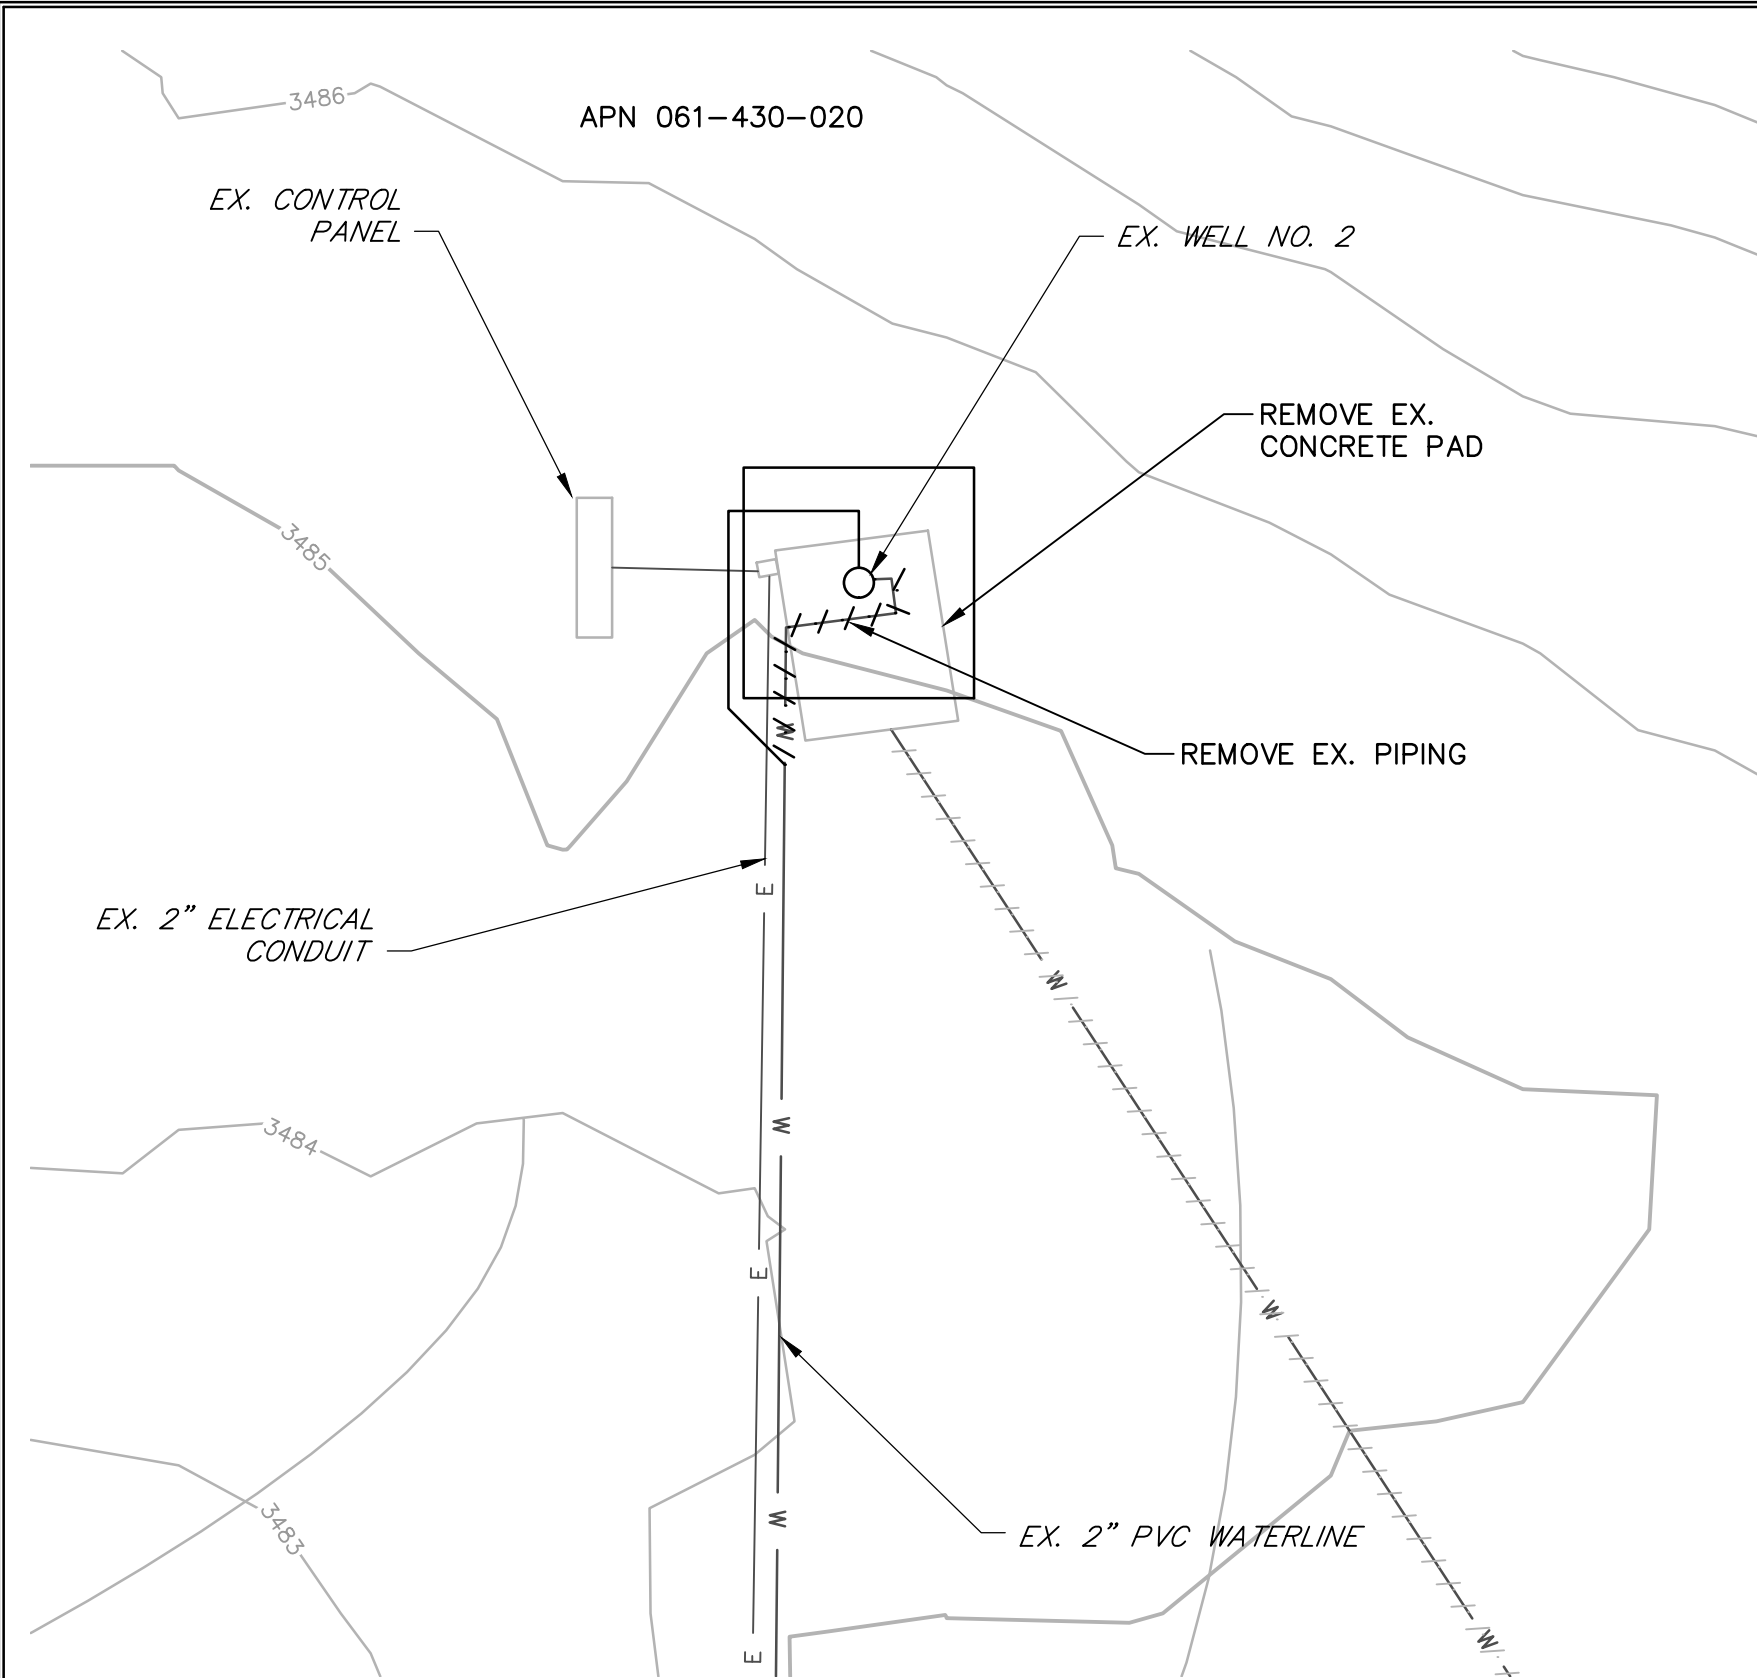 3486
APN 061-430-020
EX. CONTROL
PANEL
EX. WELL NO. 2
REMOVE EX.
CONCRETE PAD
3485
W
REMOVE EX. PIPING
E
EX. 2" ELECTRICAL
CONDUIT
W
W
3484
E
W
3483
W
EX. 2" PVC WATERLINE
E
W